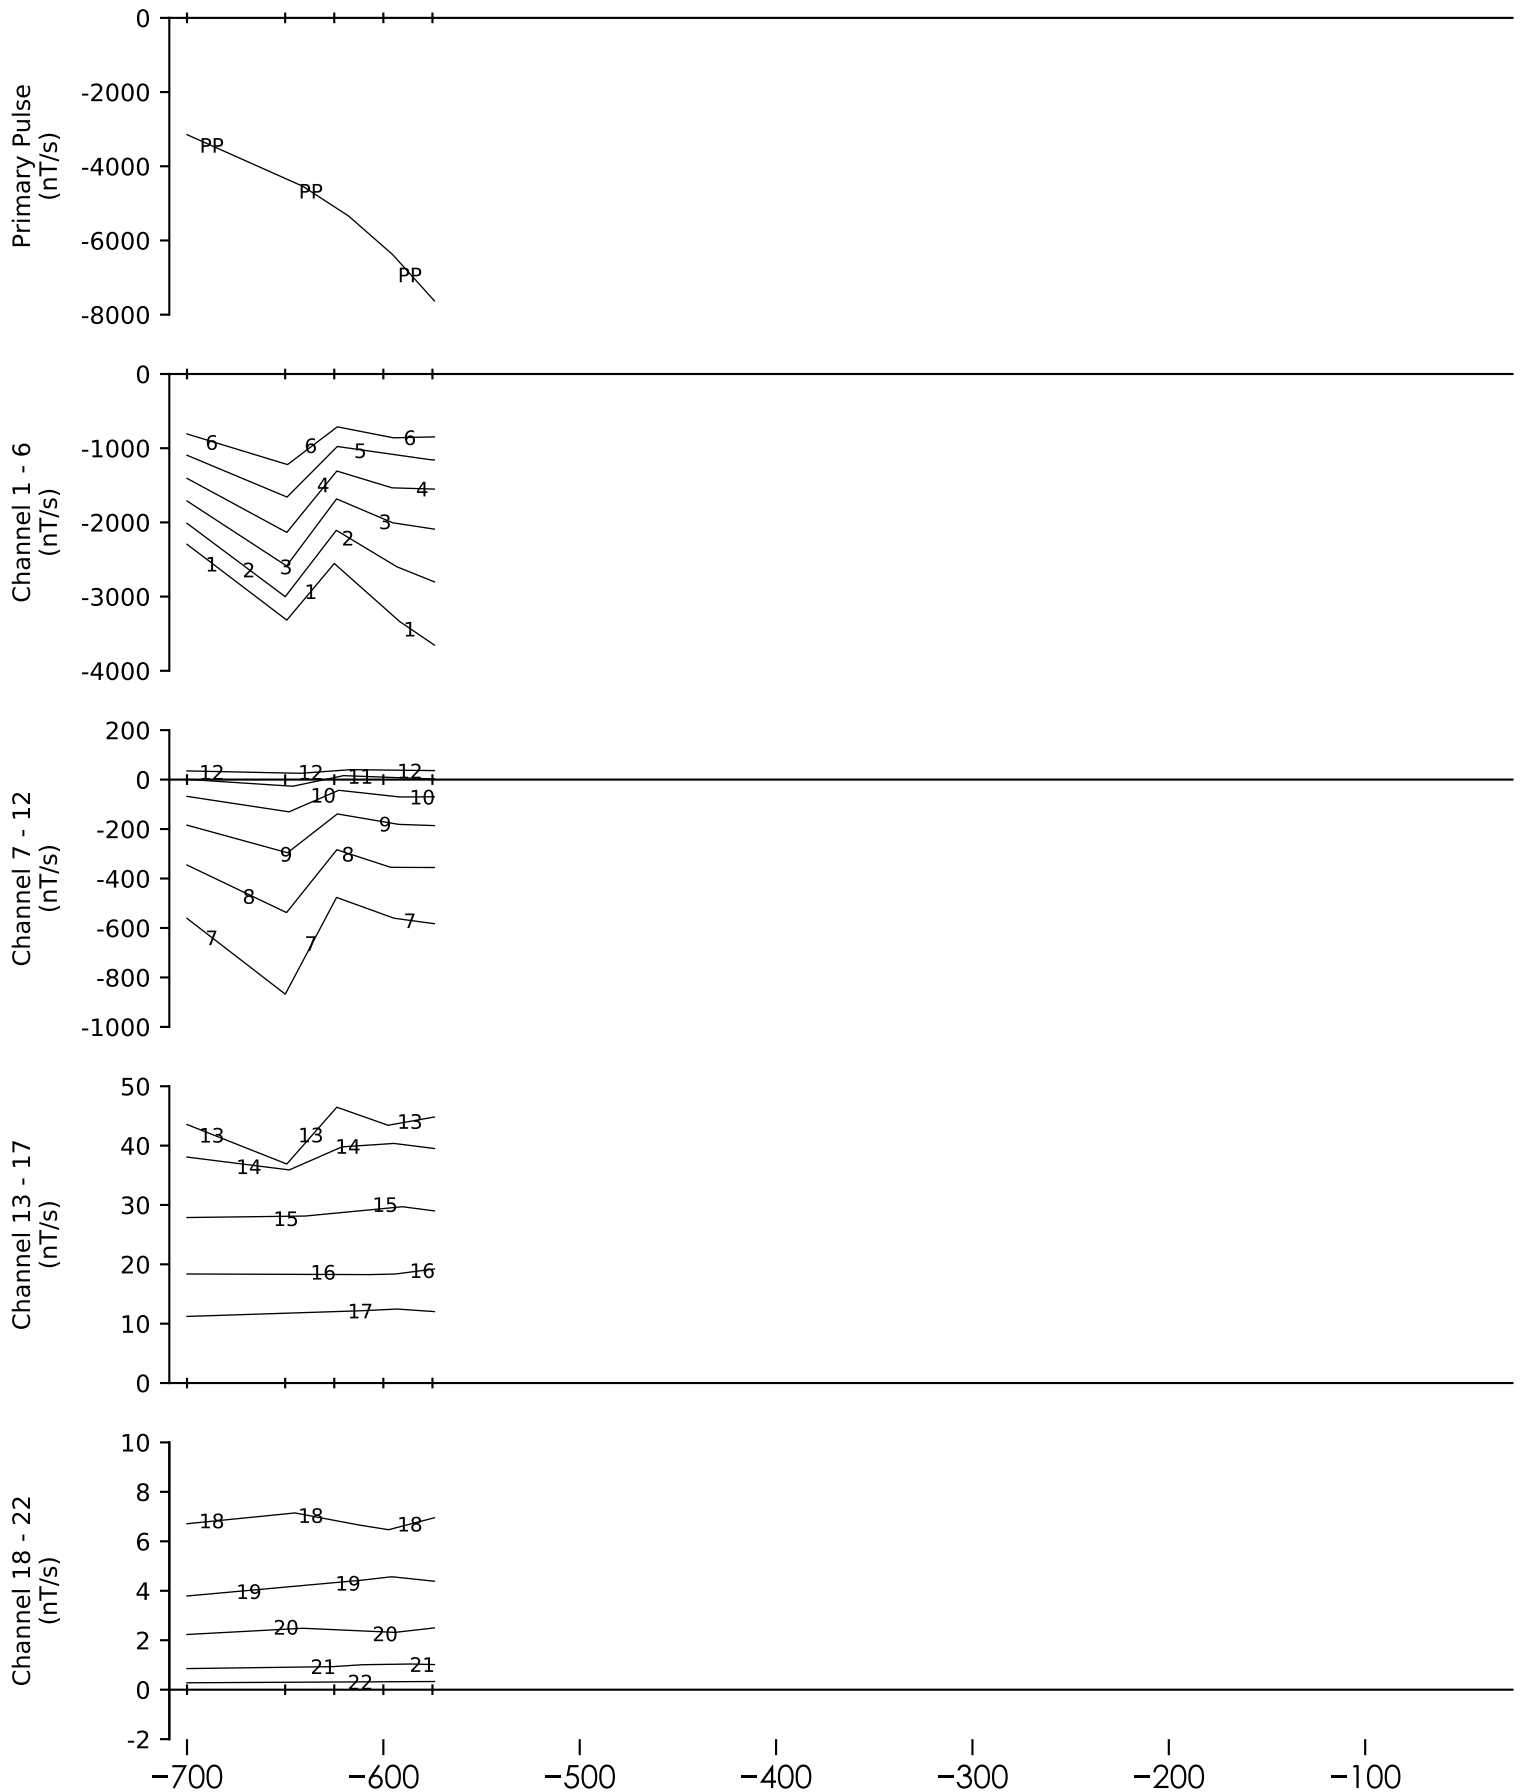 0
-2000
-4000
-6000
-8000
Primary Pulse
(nT/s)
PP
PP
PP
0
-1000
-2000
-3000
-4000
Channel 1 - 6
(nT/s)
6 6 6
5
4 4
3 3
2 2
1 1 1
200
0
-200
-400
-600
-800
-1000
Channel 7 - 12
(nT/s)
12 12 12
11
10 10
9 9
8 8
7 7 7
50
40
30
20
10
0
Channel 13 - 17
(nT/s)
13 13 13
14 14
15 15
16 16
17
10
8
6
4
2
0
-2
Channel 18 - 22
(nT/s)
18 18 18
19 19
20 20
21 21
22
−700 −600 −500 −400 −300 −200 −100